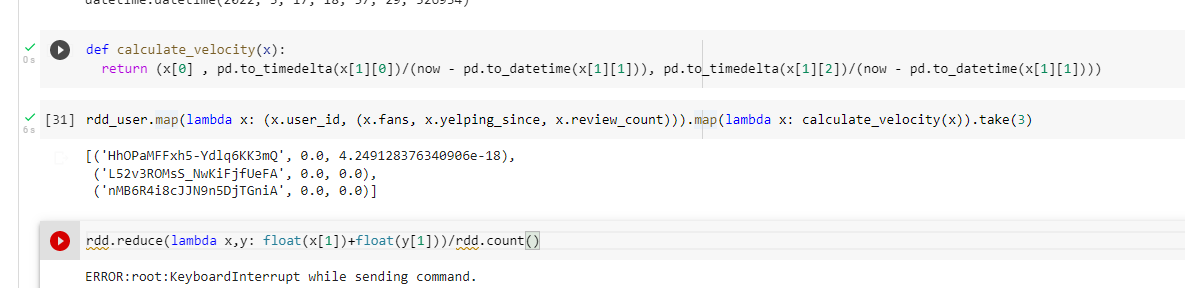 datetime.datetime(2022, 5, 17, 18, 57, 29, 520954)
def calculate_velocity(x):
0s
return (x[0] , pd.to_timedelta(x[1][0])/(now - pd.to_datetime(x[1][1])), pd.to_timedelta(x[1][2])/(now - pd.to_datetime(x[1][1])))
[31] rdd_user.map(lambda x: (x.user_id, (x.fans, x.yelping_since, x.review_count))).map(lambda x: calculate_velocity(x)).take(3)
6s
[('HhOPaMFFxh5-Ydlq6KK3mQ', 0.0, 4.249128376340906e-18),
('L52v3ROMsS_NwKiFjfUeFA', 0.0, 0.0),
('nMB6R4i8cJJN9n5DjTGniA', 0.0, 0.0)]
rdd.reduce(lambda x,y: float(x[1])+float(y[1]))/rdd.count()
ERROR:root:KeyboardInterrupt while sending command.